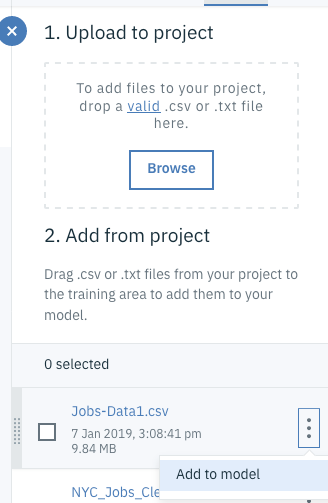 1. Upload to project
To add files to your project,
drop a valid .csv or .txt file
here.
Browse
2. Add from project
Drag .csv or .txt files from your project to
the training area to add them to your
model.
0 selected
Jobs-Data1.csv
7 Jan 2019, 3:08:41 pm
9.84 MB
Add to model
NYC_Jobs_Cle